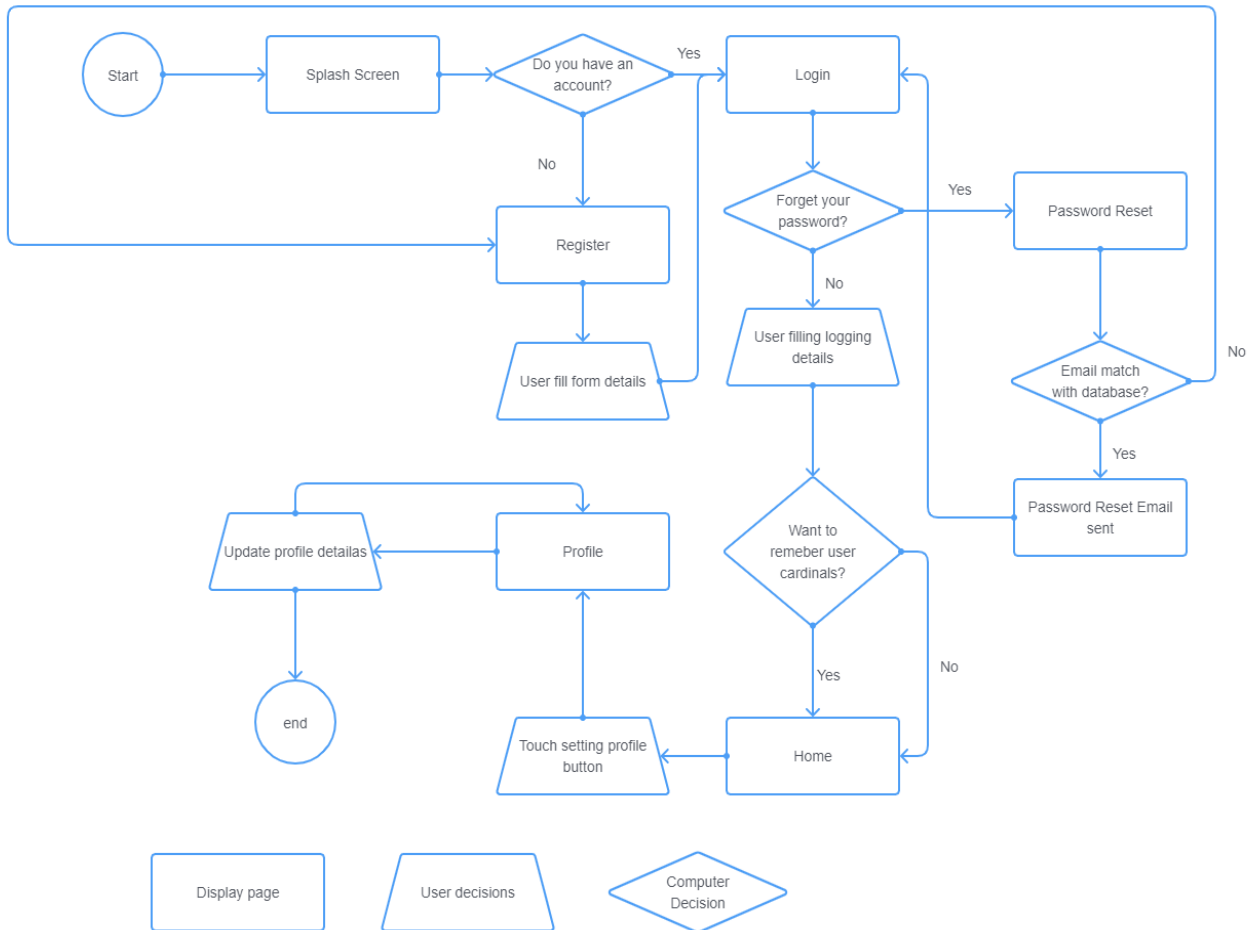 Start
Splash Screen
Do you have an
account?
Yes
Login
No
Forget your
password?
Yes
Password Reset
Register
No
User filling logging
details
No
Email match
with database?
User fill form details
Yes
Password Reset Email
sent
Want to
remeber user
cardinals?
Update profile detailas
Profile
No
Yes
end
Touch setting profile
button
Home
Display page
User decisions
Computer
Decision